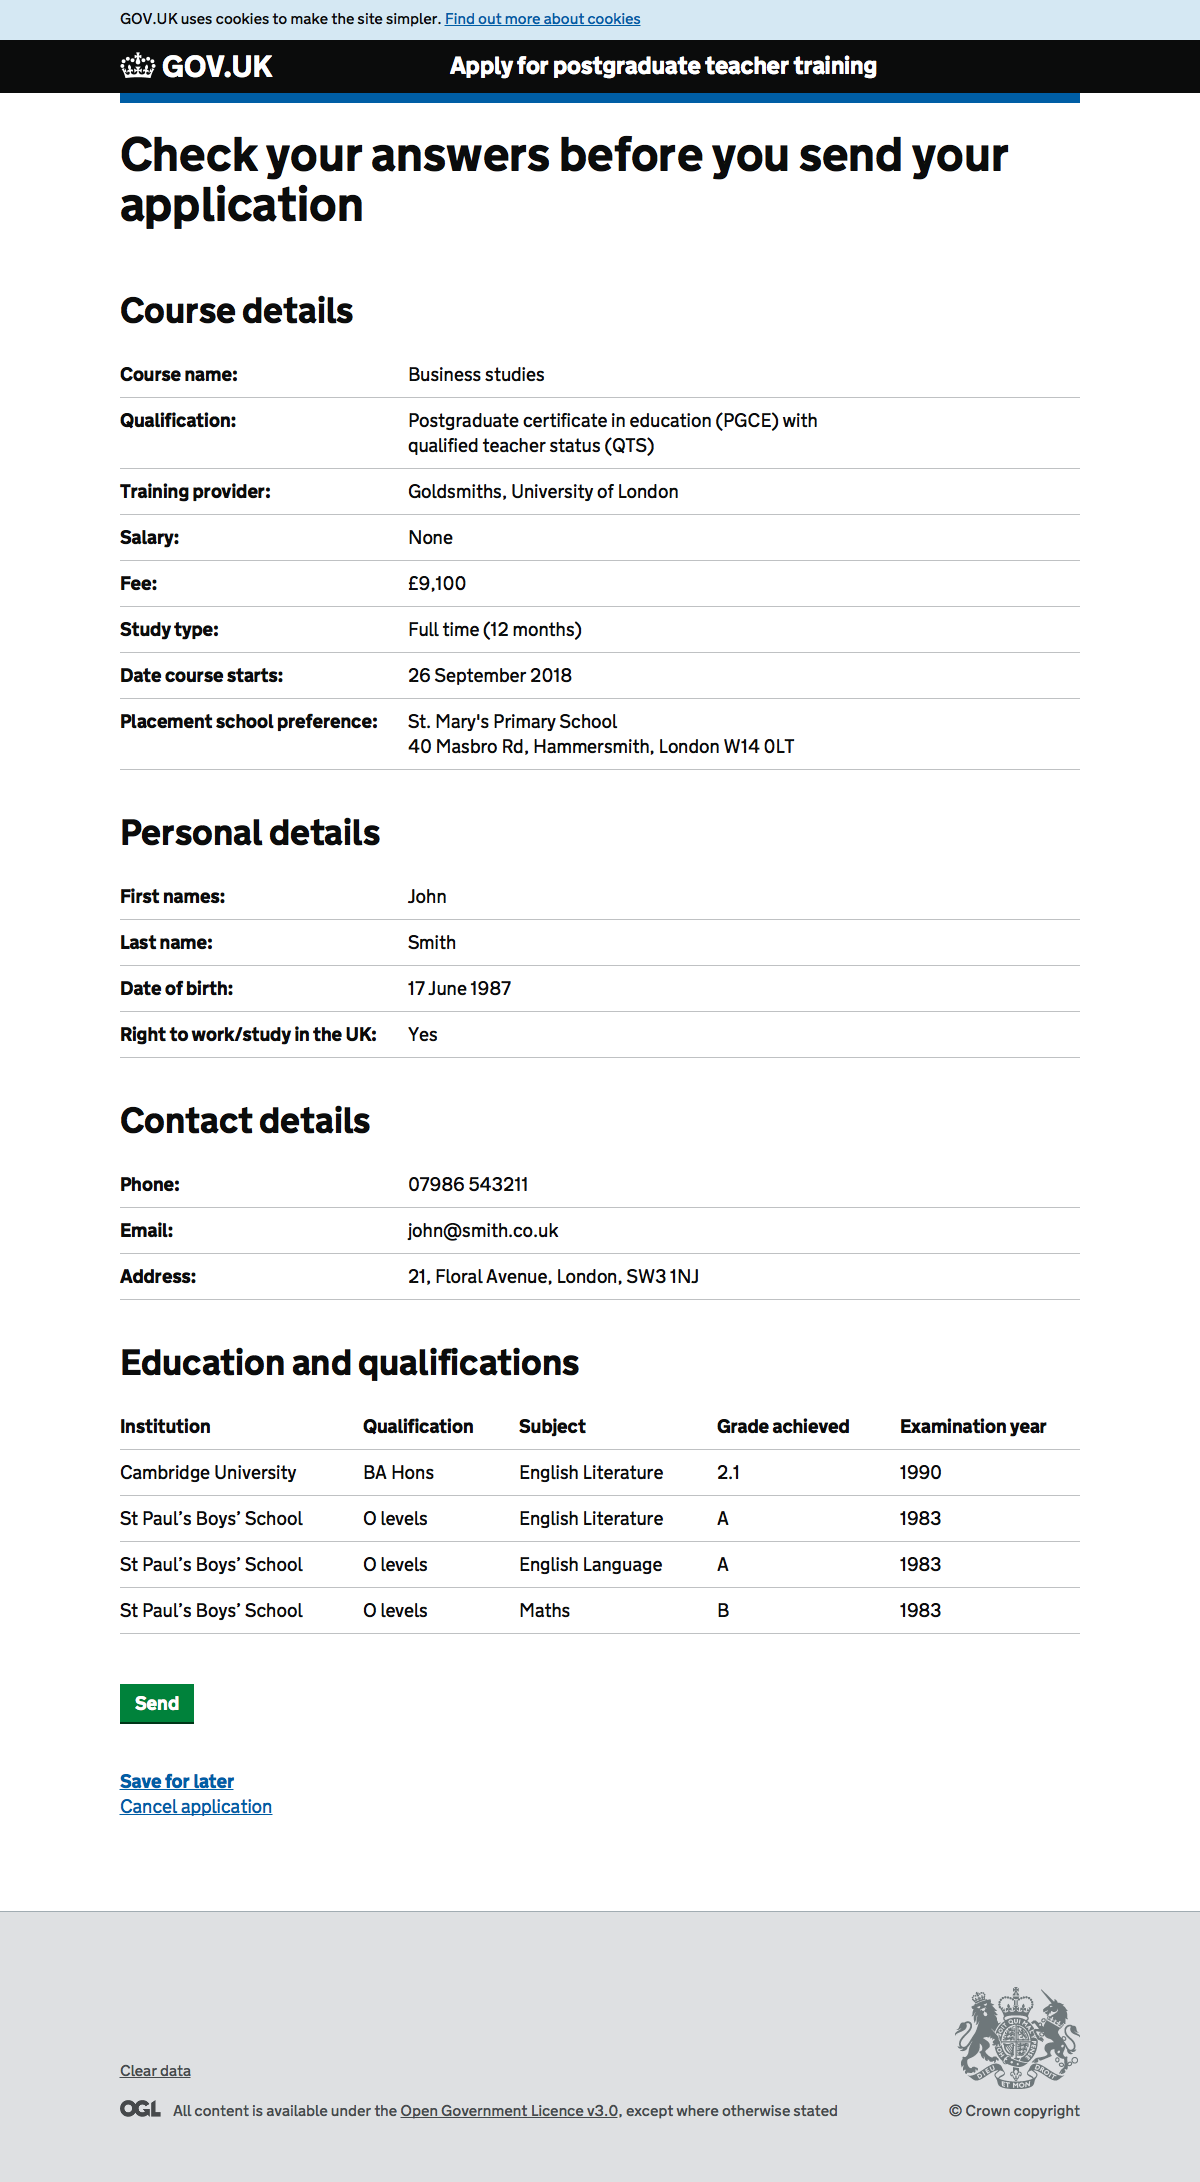 GOV.UK uses cookies to make the site simpler. Find out more about cookies
GOV.UK Apply for postgraduate teacher training
Check your answers before you send your
application
Course details
Course name: Business studies
Qualification: Postgraduate certificate in education (PGCE) with
qualified teacher status (QTS)
Training provider: Goldsmiths, University of London
Salary: None
Fee: £9,100
Study type: Full time (12 months)
Date course starts: 26 September 2018
Placement school preference: St. Mary's Primary School
40 Masbro Rd, Hammersmith, London W14 0LT
Personal details
First names: John
Last name: Smith
Date of birth: 17 June 1987
Right to work/study in the UK: Yes
Contact details
Phone: 07986 543211
Email: john@smith.co.uk
Address: 21, Floral Avenue, London, SW3 1NJ
Education and qualifications
Institution Qualification Subject Grade achieved Examination year
Cambridge University BA Hons English Literature 2.1 1990
St Paul’s Boys’ School O levels English Literature A 1983
St Paul’s Boys’ School O levels English Language A 1983
St Paul’s Boys’ School O levels Maths B 1983
Send
Save for later
Cancel application
DIEU ET MON DROIT
Clear data
OGL All content is available under the Open Government Licence v3.0, except where otherwise stated
© Crown copyright